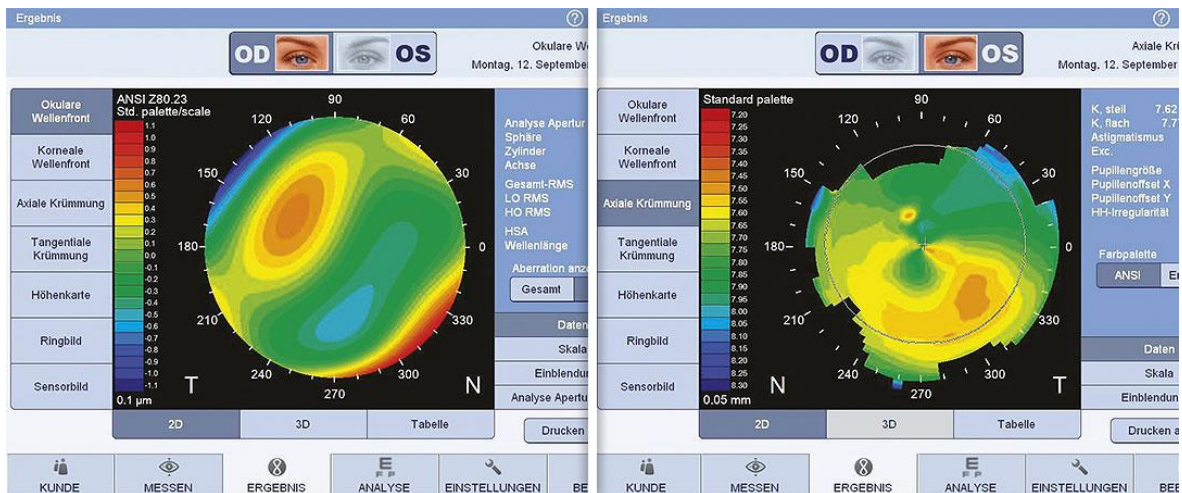 Ergebnis
OD OS
Okulare We
Montag, 12. September
Okulare
Wellenfront
Korneale
Wellenfront
Axiale Krümmung
Tangentiale
Krümmung
Höhenkarte
Ringbild
Sensorbild
ANSI Z80.23
Std. palette/scale
1.1
1.0
0.9
0.8
0.6
0.5
0.4
0.3
0.2
0.1
0.0
-0.1
-0.2
-0.3
-0.4
-0.5
-0.6
-0.8
-0.9
-1.0
-1.1
0.1 µm
90
60
30
0
330
300
270
240
210
180
150
120
T
N
Analyse Apertur
Sphäre
Zylinder
Achse
Gesamt-RMS
LO RMS
HO RMS
HSA
Wellenlänge
Aberration anze
Gesamt
Daten
Skala
Einblendun
Analyse Apertu
Drucken
2D 3D Tabelle
KUNDE MESSEN ERGEBNIS ANALYSE EINSTELLUNGEN BE
Ergebnis
OD OS
Axiale Krü
Montag, 12. September
Okulare
Wellenfront
Korneale
Wellenfront
Axiale Krümmung
Tangentiale
Krümmung
Höhenkarte
Ringbild
Sensorbild
Standard palette
7.20
7.25
7.30
7.35
7.40
7.45
7.50
7.55
7.60
7.65
7.70
7.75
7.80
7.85
7.90
7.95
8.00
8.05
8.10
8.15
8.20
8.25
8.30
0.05 mm
90
60
30
0
330
300
270
240
210
180
150
120
N
T
K, steil 7.62
K, flach 7.77
Astigmatismus
Exc.
Pupillengröße
Pupillenoffset X
Pupillenoffset Y
HH-Irregularität
Farbpalette
ANSI Er
Daten
Skala
Einblendun
Drucken a
2D 3D Tabelle
KUNDE MESSEN ERGEBNIS ANALYSE EINSTELLUNGEN BEE